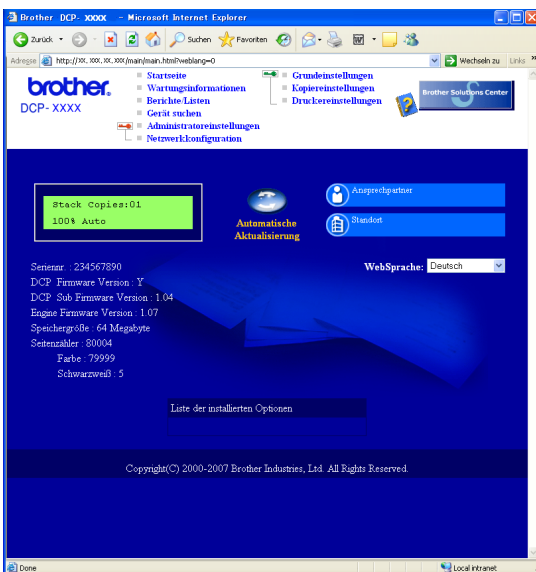 Brother DCP- XXXX - Microsoft Internet Explorer
Zurück Suchen Favoriten
Adresse http://XX. XXX. XX. XXX/main/main.htm?weblang=0 Wechseln zu Links »
brother®
DCP- XXXX
Startseite
Wartungsinformationen
Berichte/Listen
Gerät suchen
Administratoreinstellungen
Netzwerkkonfiguration
Grundeinstellungen
Kopiereinstellungen
Druckereinstellungen
Brother Solutions Center
Stack Copies:01
100% Auto
Automatische
Aktualisierung
Ansprechpartner
Standort
WebSprache: Deutsch
Seriennr. : 234567890
DCP Firmware Version : Y
DCP Sub Firmware Version : 1.04
Engine Firmware Version : 1.07
Speichergröße : 64 Megabyte
Seitenzähler : 80004
Farbe : 79999
Schwarzweiß : 5
Liste der installierten Optionen
Copyright(C) 2000-2007 Brother Industries, Ltd. All Rights Reserved.
Done Local intranet